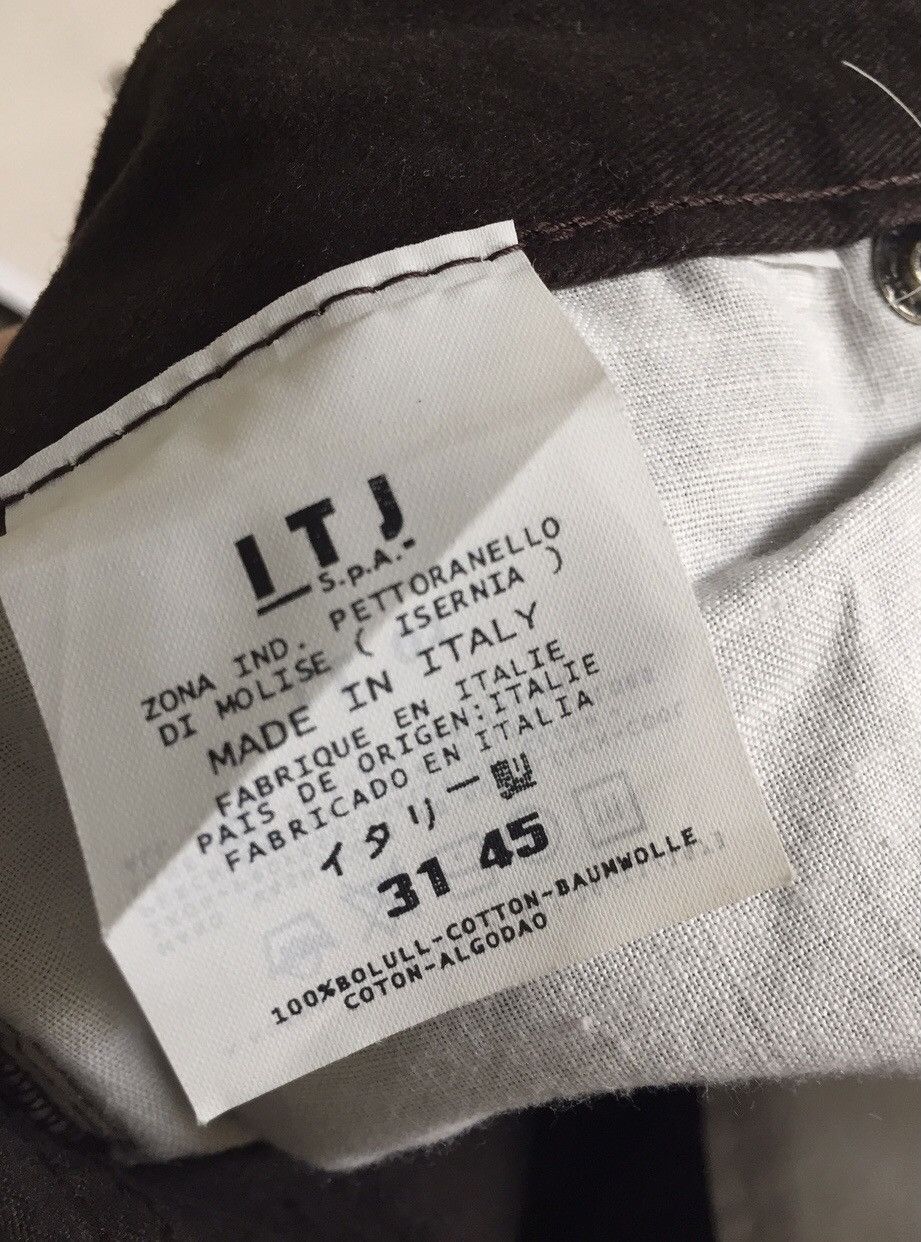 ITJ
S.p.A.-
ZONA IND. PETTORANELLO
DI MOLISE ( ISERNIA )
MADE IN ITALY
FABRIQUE EN ITALIE
PAIS DE ORIGEN:ITALIE
FABRICADO EN ITALIA
イタリー製
31 45
100%BOLULL-COTTON-BAUMWOLLE
COTON-ALGODAO